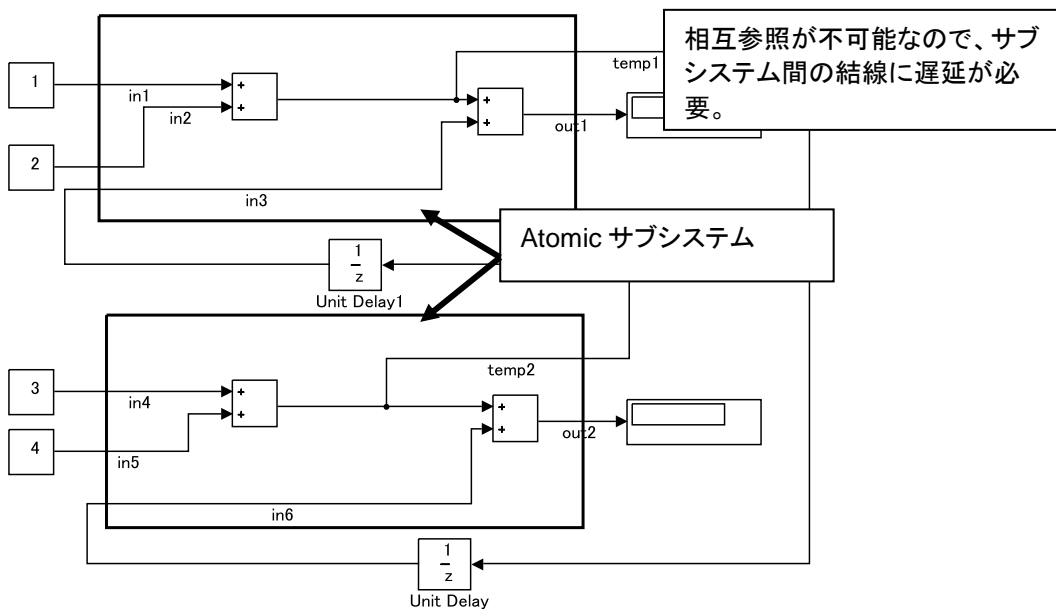 相互参照が不可能なので、サブ
システム間の結線に遅延が必
要。
temp1
1
in1
+
+
in2
+
+
out1
2
in3
Atomic サブシステム
1
z
Unit Delay1
temp2
3
in4
+
+
+
+
out2
4
in5
in6
1
z
Unit Delay